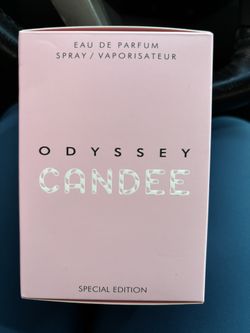 EAU DE PARFUM
SPRAY / VAPORISATEUR
ODYSSEY
CANDEE
SPECIAL EDITION